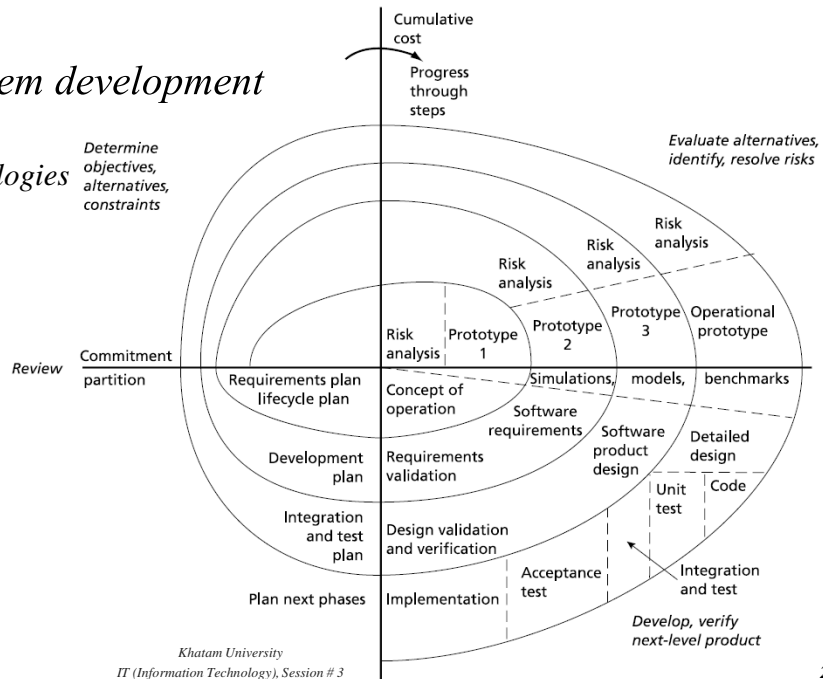 Cumulative
cost
Progress
through
steps
em development
logies
Determine
objectives,
alternatives,
constraints
Evaluate alternatives,
identify, resolve risks
Risk
analysis
Risk
analysis
Risk
analysis
Risk
analysis
Prototype
1
Prototype
2
Prototype
3
Operational
prototype
Review
Commitment
partition
Requirements plan
lifecycle plan
Concept of
operation
Simulations, models, benchmarks
Software
requirements
Software
product
design
Detailed
design
Development
plan
Requirements
validation
Unit
test
Code
Integration
and test
plan
Design validation
and verification
Acceptance
test
Integration
and test
Plan next phases
Implementation
Develop, verify
next-level product
Khatam University
IT (Information Technology), Session # 3